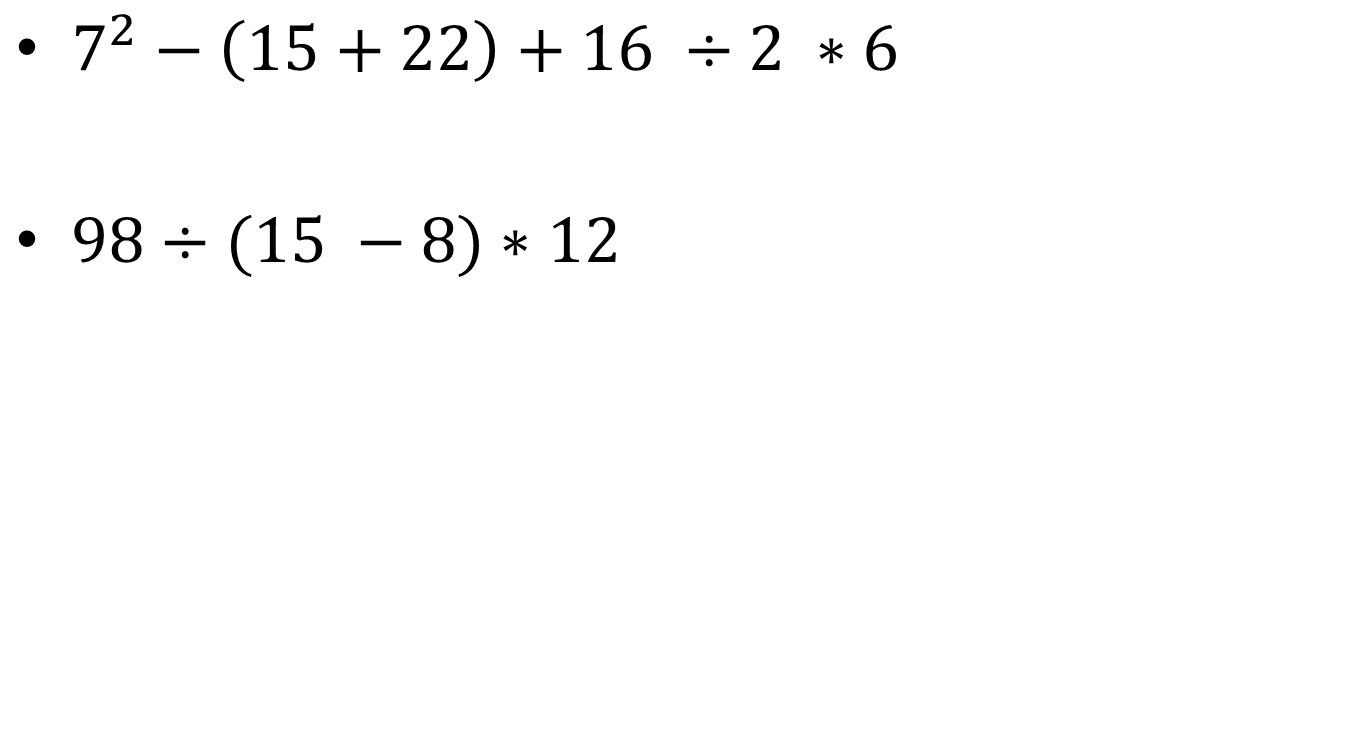 • 7² − (15 + 22) + 16 ÷ 2 ∗ 6
• 98 ÷ (15 − 8) ∗ 12